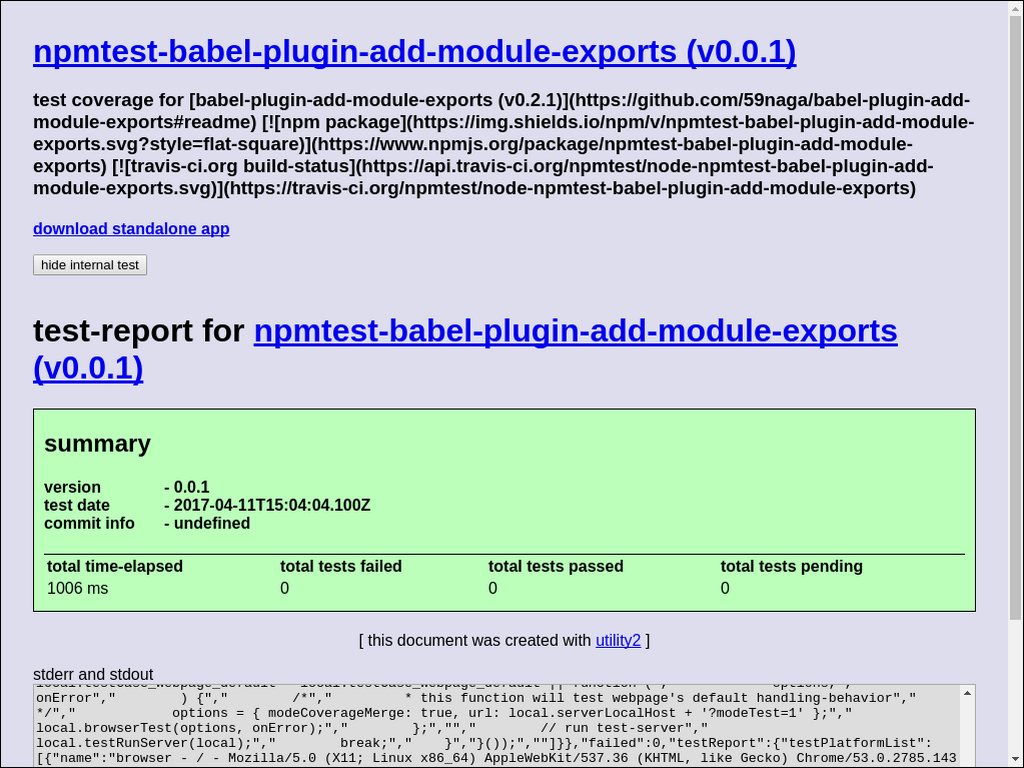 npmtest-babel-plugin-add-module-exports (v0.0.1)
test coverage for [babel-plugin-add-module-exports (v0.2.1)](https://github.com/59naga/babel-plugin-add-
module-exports#readme) [![npm package](https://img.shields.io/npm/v/npmtest-babel-plugin-add-module-
exports.svg?style=flat-square)](https://www.npmjs.org/package/npmtest-babel-plugin-add-module-
exports) [![travis-ci.org build-status](https://api.travis-ci.org/npmtest/node-npmtest-babel-plugin-add-
module-exports.svg)](https://travis-ci.org/npmtest/node-npmtest-babel-plugin-add-module-exports)
download standalone app
hide internal test
test-report for npmtest-babel-plugin-add-module-exports
(v0.0.1)
summary
version - 0.0.1
test date - 2017-04-11T15:04:04.100Z
commit info - undefined
total time-elapsed total tests failed total tests passed total tests pending
1006 ms 0 0 0
[ this document was created with utility2 ]
stderr and stdout
onError","        ) {","        /*","         * this function will test webpage's default handling-behavior","
*/","            options = { modeCoverageMerge: true, url: local.serverLocalHost + '?modeTest=1' };","
local.browserTest(options, onError);","        };","","        // run test-server","
local.testRunServer(local);","        break;","    }","}());",""]}},"failed":0,"testReport":{"testPlatformList":
[{"name":"browser - / - Mozilla/5.0 (X11; Linux x86_64) AppleWebKit/537.36 (KHTML, like Gecko) Chrome/53.0.2785.143